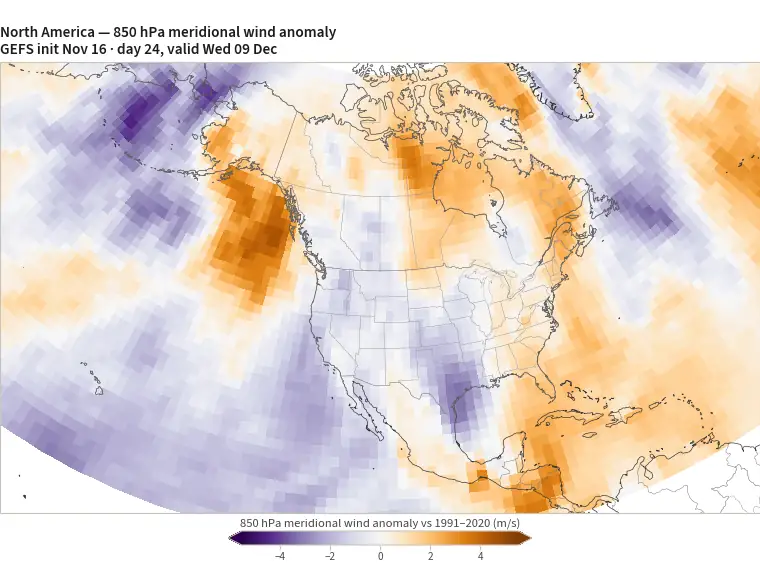 North America — 850 hPa meridional wind anomaly
GEFS init Nov 16 · day 24, valid Wed 09 Dec
850 hPa meridional wind anomaly vs 1991–2020 (m/s)
−4 −2 0 2 4